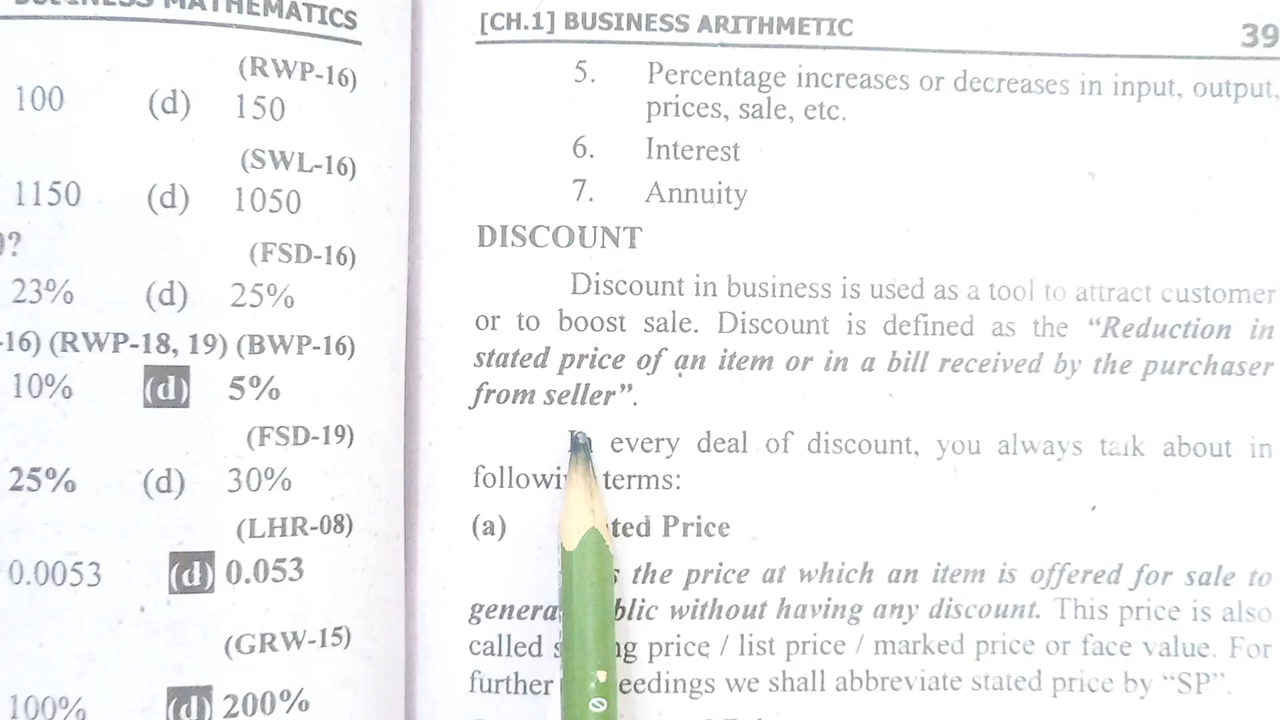 MATHEMATICS
(RWP-16)
100 (d) 150
(SWL-16)
1150 (d) 1050
(FSD-16)
23% (d) 25%
-16) (RWP-18, 19) (BWP-16)
10% (d) 5%
(FSD-19)
25% (d) 30%
(LHR-08)
0.0053 (d) 0.053
(GRW-15)
100% (d) 200%
[CH.1] BUSINESS ARITHMETIC 39
5. Percentage increases or decreases in input, output,
prices, sale, etc.
6. Interest
7. Annuity
DISCOUNT
Discount in business is used as a tool to attract customer
or to boost sale. Discount is defined as the “Reduction in
stated price of an item or in a bill received by the purchaser
from seller”.
In every deal of discount, you always talk about in
terms:
(a) Price
the price at which an item is offered for sale to
without having any discount. This price is also
called price / list price / marked price or face value. For
further we shall abbreviate stated price by “SP”.